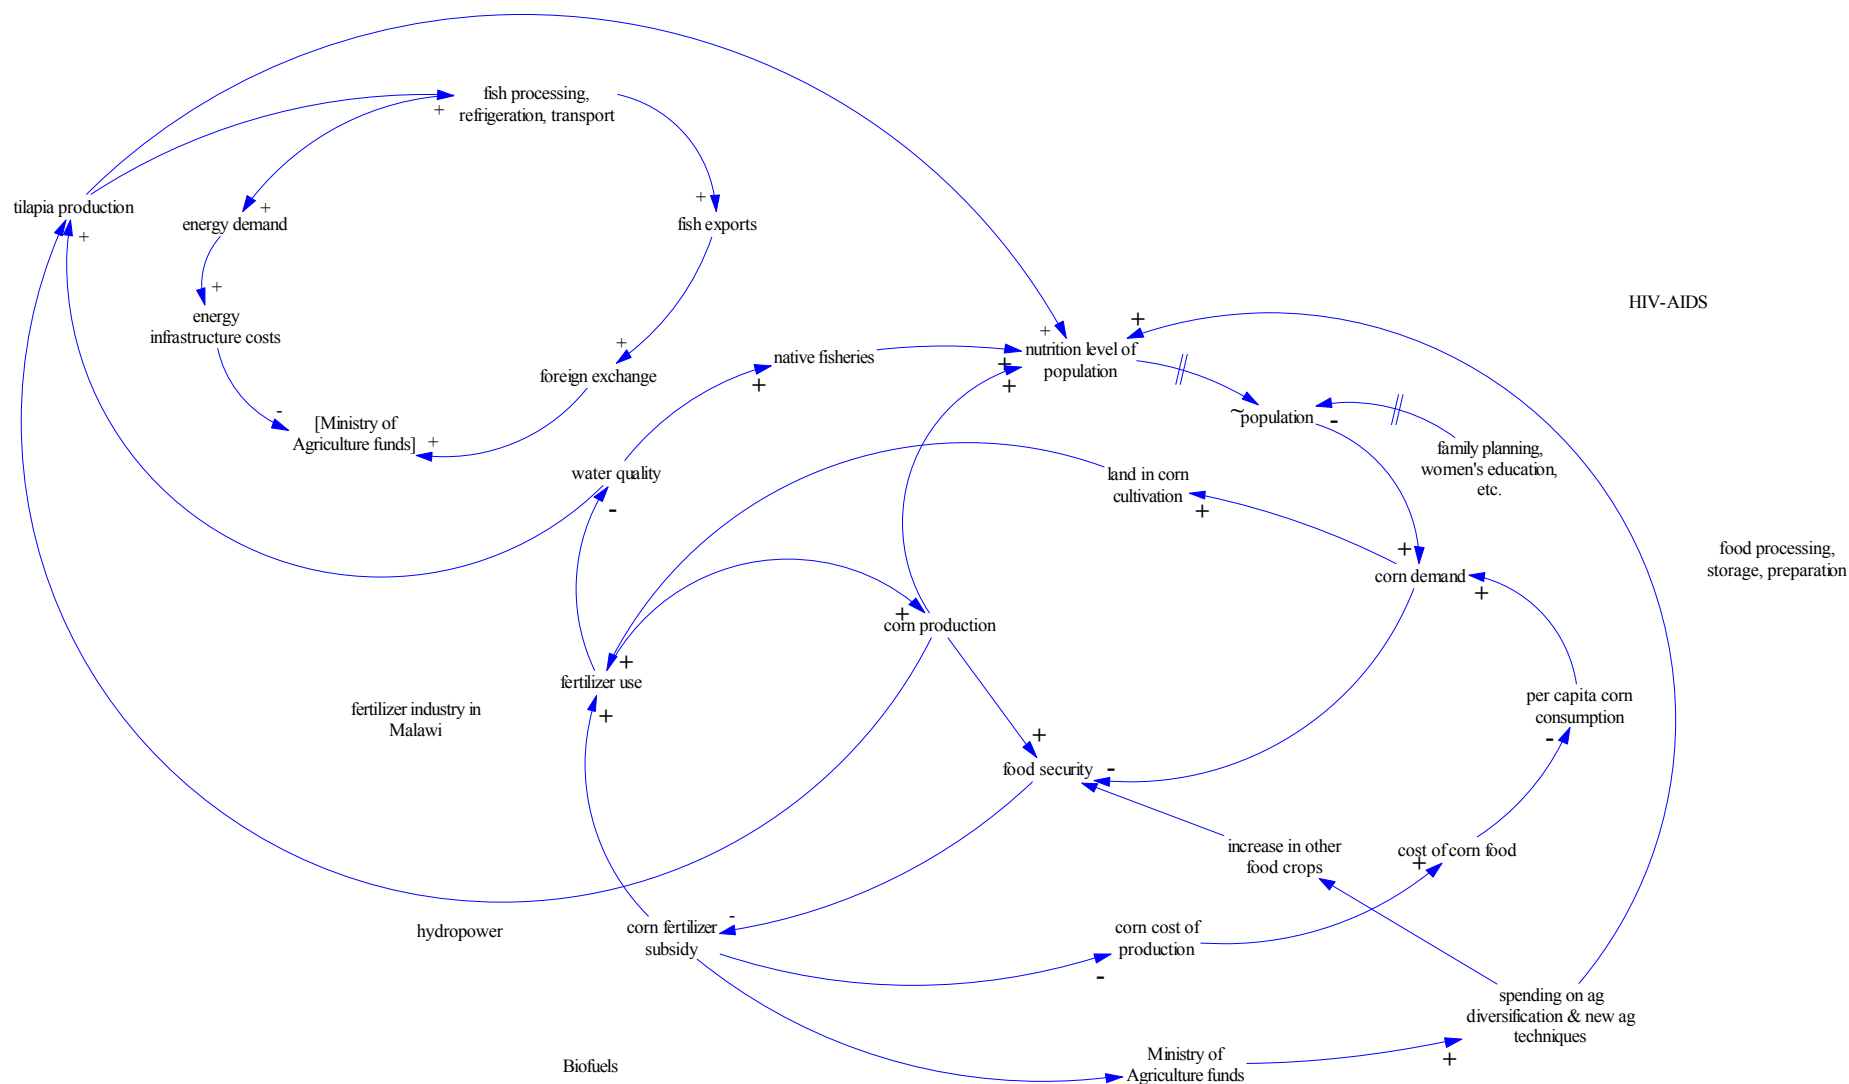 fish processing,
refrigeration, transport
+
tilapia production
+
energy demand
+
+
fish exports
+
energy
infrastructure costs
+
-
[Ministry of
Agriculture funds]
+
foreign exchange
+
native fisheries
+
water quality
-
HIV-AIDS
+
+
nutrition level of
population
+
+
~population
-
family planning,
women's education,
etc.
land in corn
cultivation
+
+
corn demand
+
food processing,
storage, preparation
+
corn production
+
fertilizer use
+
fertilizer industry in
Malawi
per capita corn
consumption
-
+
food security
-
increase in other
food crops
cost of corn food
+
hydropower
corn fertilizer
subsidy
-
corn cost of
production
-
spending on ag
diversification & new ag
techniques
+
Ministry of
Agriculture funds
Biofuels